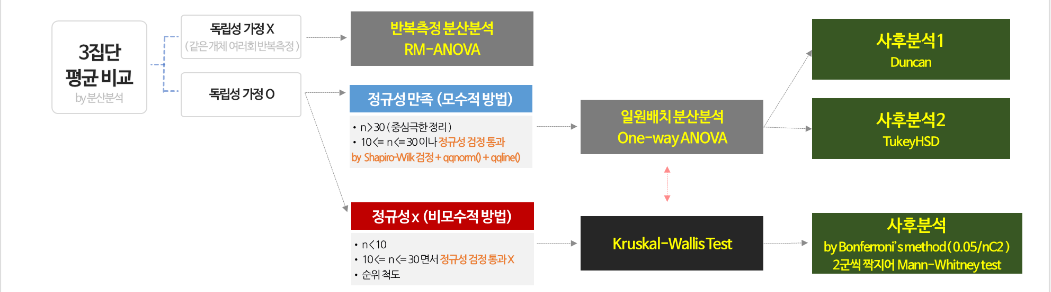 3집단
평균 비교
by 분산분석
독립성 가정 X
( 같은 개체 여러회 반복측정 )
독립성 가정 O
반복측정 분산분석
RM-ANOVA
정규성 만족 (모수적 방법)
• n > 30 ( 중심극한 정리 )
• 10 <= n <= 30 이나 정규성 검정 통과
by Shapiro-Wilk 검정 + qqnorm() + qqline()
정규성 x (비모수적 방법)
• n < 10
• 10 <= n <= 30 면서 정규성 검정 통과 X
• 순위 척도
일원배치 분산분석
One-way ANOVA
Kruskal-Wallis Test
사후분석1
Duncan
사후분석2
TukeyHSD
사후분석
by Bonferroni's method ( 0.05/nC2 )
2군씩 짝지어 Mann-Whitney test